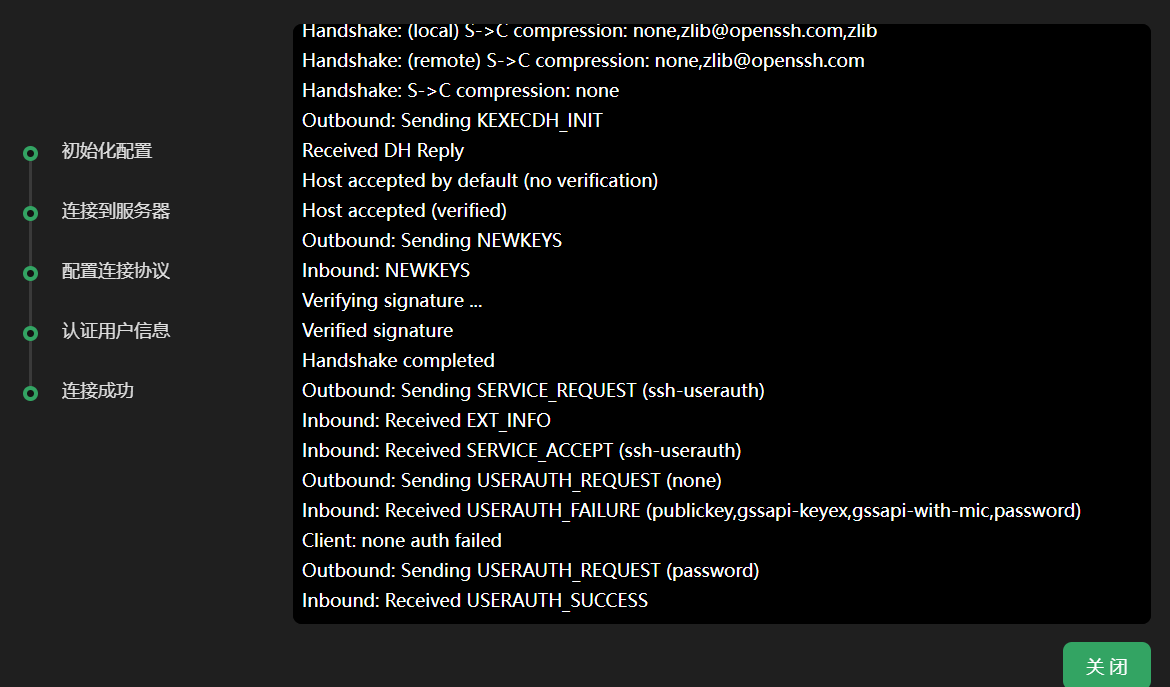 初始化配置
连接到服务器
配置连接协议
认证用户信息
连接成功
Handshake: (local) S->C compression: none,zlib@openssh.com,zlib
Handshake: (remote) S->C compression: none,zlib@openssh.com
Handshake: S->C compression: none
Outbound: Sending KEXECDH_INIT
Received DH Reply
Host accepted by default (no verification)
Host accepted (verified)
Outbound: Sending NEWKEYS
Inbound: NEWKEYS
Verifying signature ...
Verified signature
Handshake completed
Outbound: Sending SERVICE_REQUEST (ssh-userauth)
Inbound: Received EXT_INFO
Inbound: Received SERVICE_ACCEPT (ssh-userauth)
Outbound: Sending USERAUTH_REQUEST (none)
Inbound: Received USERAUTH_FAILURE (publickey,gssapi-keyex,gssapi-with-mic,password)
Client: none auth failed
Outbound: Sending USERAUTH_REQUEST (password)
Inbound: Received USERAUTH_SUCCESS
关 闭